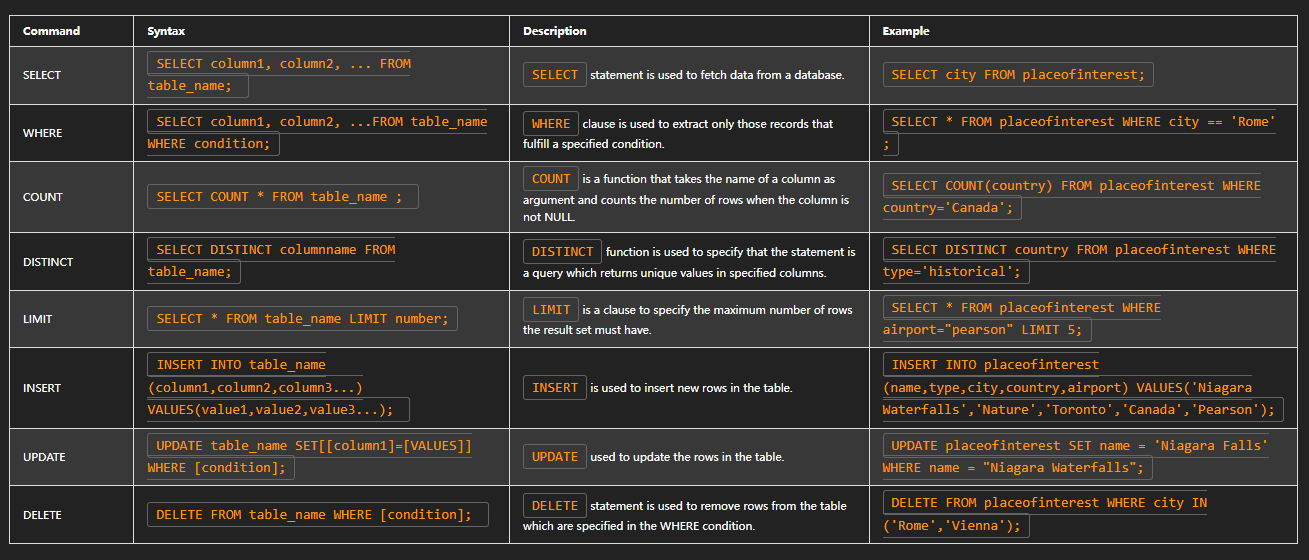 Command Syntax Description Example
SELECT
SELECT column1, column2, ... FROM
table_name;
SELECT statement is used to fetch data from a database.
SELECT city FROM placeofinterest;
WHERE
SELECT column1, column2, ...FROM table_name
WHERE condition;
WHERE clause is used to extract only those records that
fulfill a specified condition.
SELECT * FROM placeofinterest WHERE city == 'Rome'
;
COUNT
SELECT COUNT * FROM table_name ;
COUNT is a function that takes the name of a column as
argument and counts the number of rows when the column is
not NULL.
SELECT COUNT(country) FROM placeofinterest WHERE
country='Canada';
DISTINCT
SELECT DISTINCT columnname FROM
table_name;
DISTINCT function is used to specify that the statement is
a query which returns unique values in specified columns.
SELECT DISTINCT country FROM placeofinterest WHERE
type='historical';
LIMIT
SELECT * FROM table_name LIMIT number;
LIMIT is a clause to specify the maximum number of rows
the result set must have.
SELECT * FROM placeofinterest WHERE
airport="pearson" LIMIT 5;
INSERT
INSERT INTO table_name
(column1,column2,column3...)
VALUES(value1,value2,value3...);
INSERT is used to insert new rows in the table.
INSERT INTO placeofinterest
(name,type,city,country,airport) VALUES('Niagara
Waterfalls','Nature','Toronto','Canada','Pearson');
UPDATE
UPDATE table_name SET[[column1]=[VALUES]]
WHERE [condition];
UPDATE used to update the rows in the table.
UPDATE placeofinterest SET name = 'Niagara Falls'
WHERE name = "Niagara Waterfalls";
DELETE
DELETE FROM table_name WHERE [condition];
DELETE statement is used to remove rows from the table
which are specified in the WHERE condition.
DELETE FROM placeofinterest WHERE city IN
('Rome','Vienna');